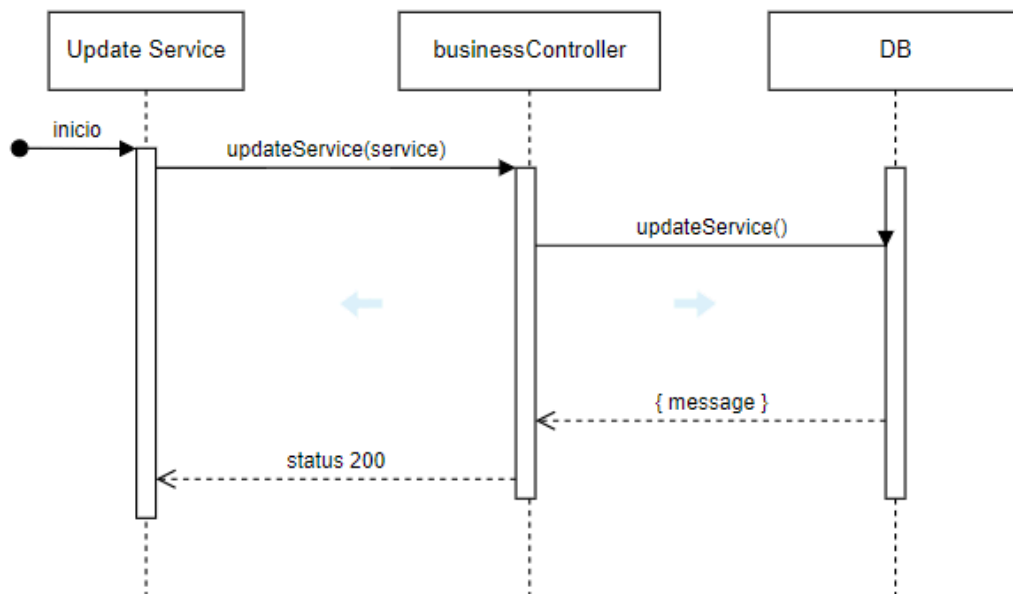 Update Service
businessController
DB
inicio
updateService(service)
updateService()
{ message }
status 200